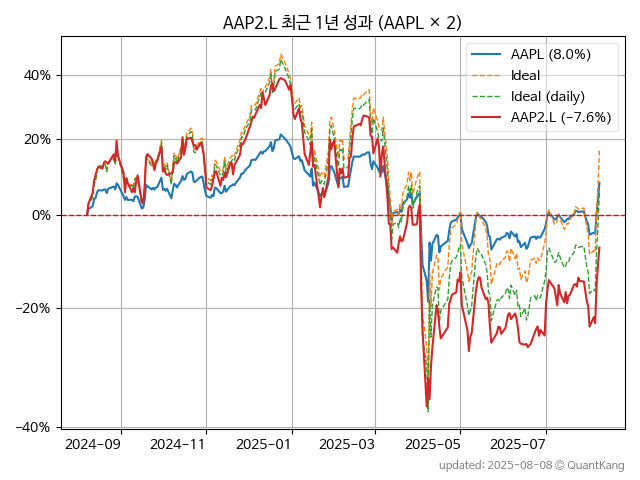 AAP2.L 최근 1년 성과 (AAPL × 2)
AAPL (8.0%)
Ideal
Ideal (daily)
AAP2.L (−7.6%)
40%
20%
0%
−20%
−40%
2024-09
2024-11
2025-01
2025-03
2025-05
2025-07
updated: 2025-08-08 © QuantKang